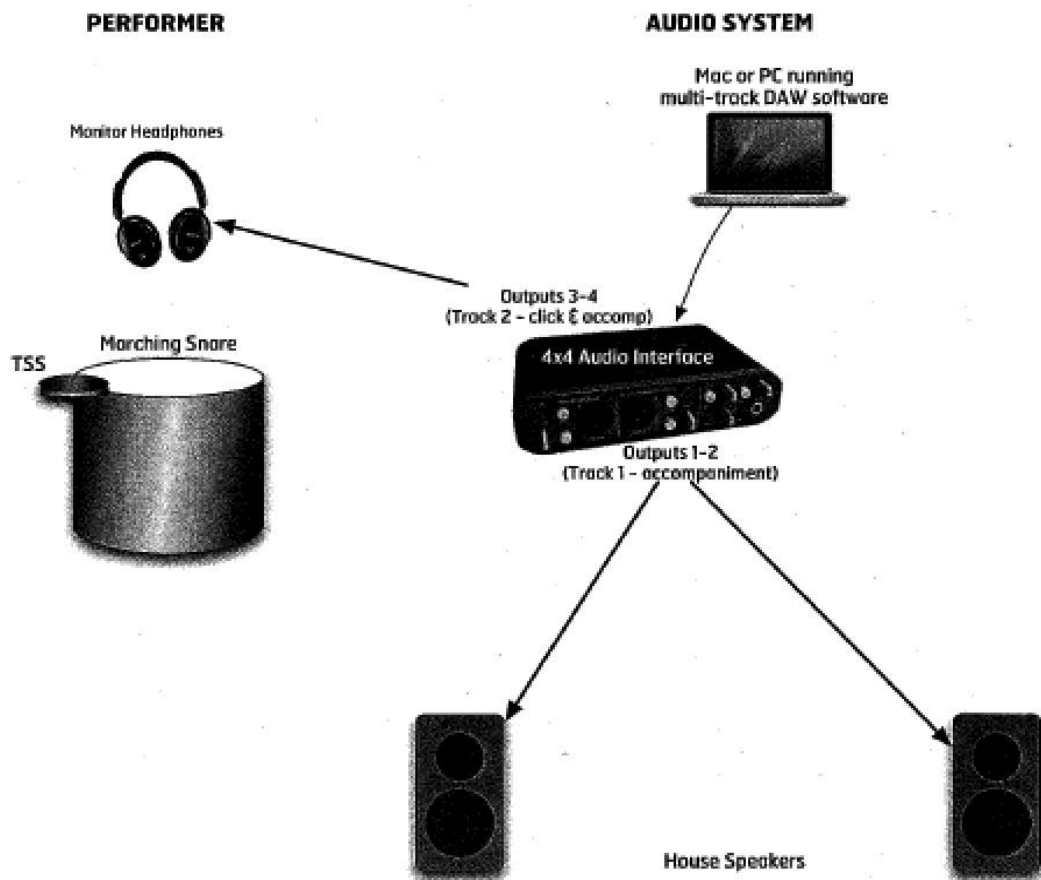 PERFORMER
AUDIO SYSTEM
Mac or PC running
multi-track DAW software
Monitor Headphones
Outputs 3-4
(Track 2 - click & accomp)
Marching Snare
TSS
4x4 Audio Interface
Outputs 1-2
(Track 1 - accompaniment)
House Speakers